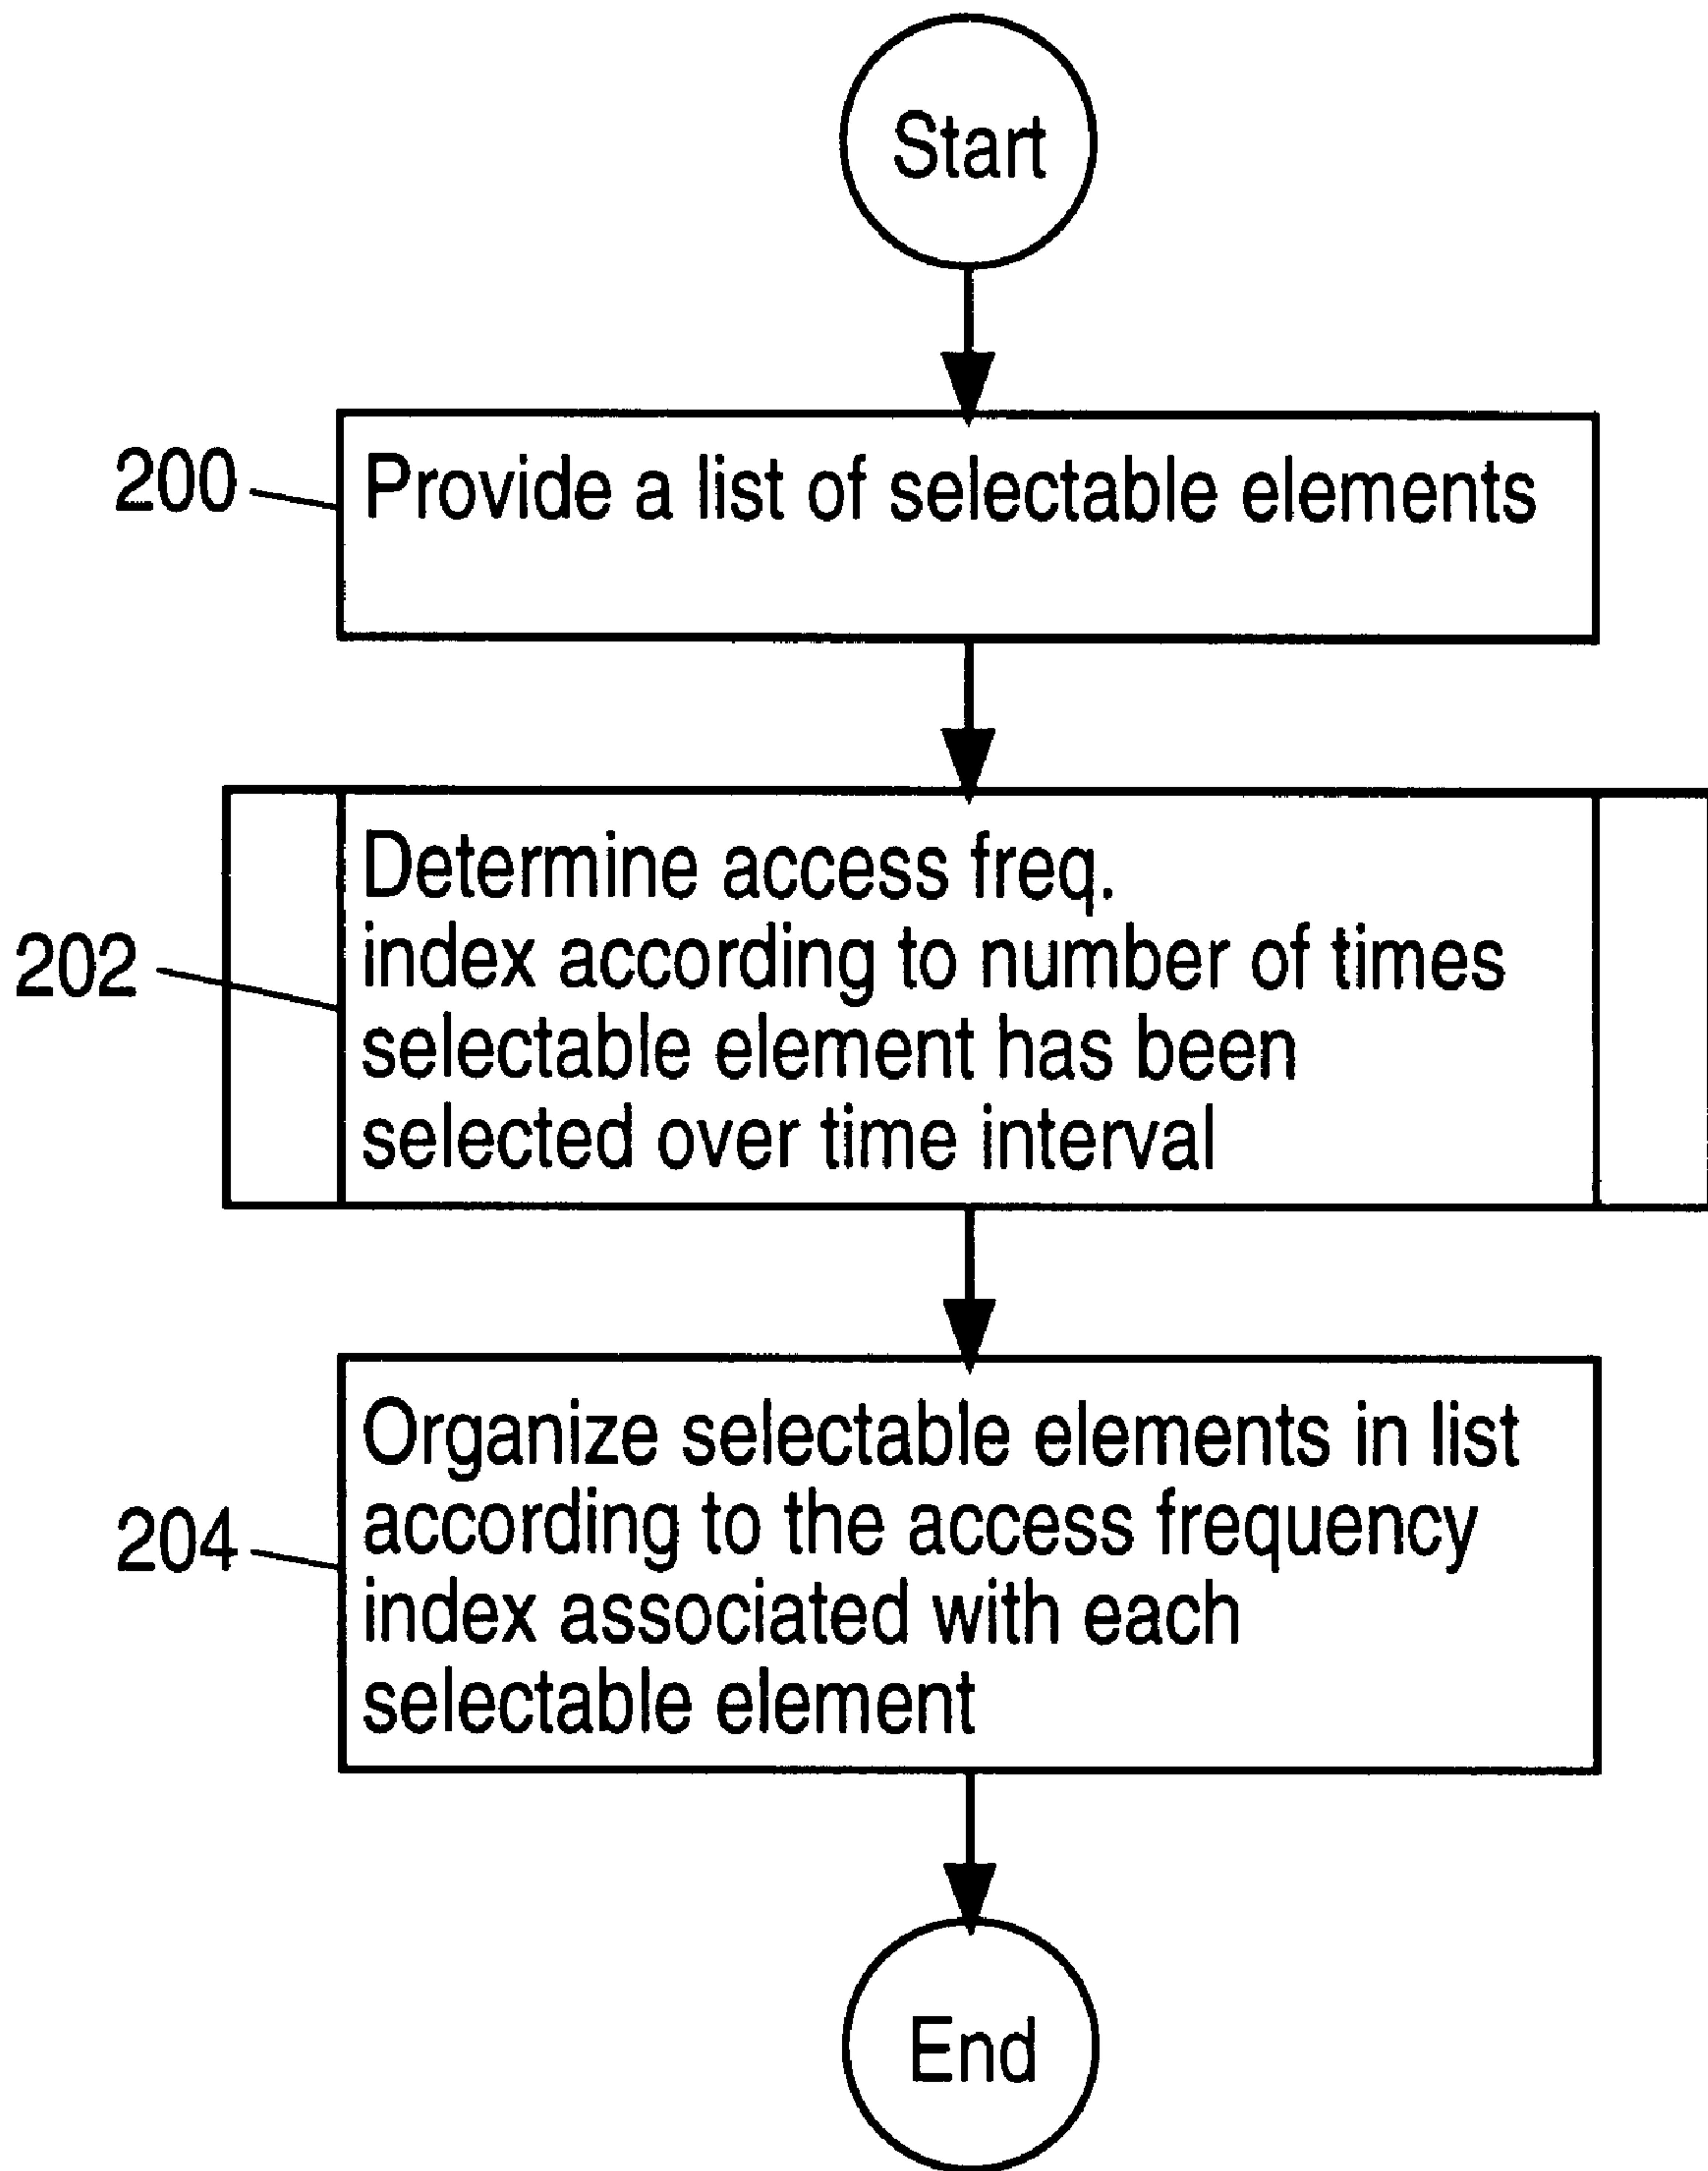 Start
200
Provide a list of selectable elements
Determine access freq.
index according to number of times
202
selectable element has been
selected over time interval
Organize selectable elements in list
according to the access frequency
204
index associated with each
selectable element
End